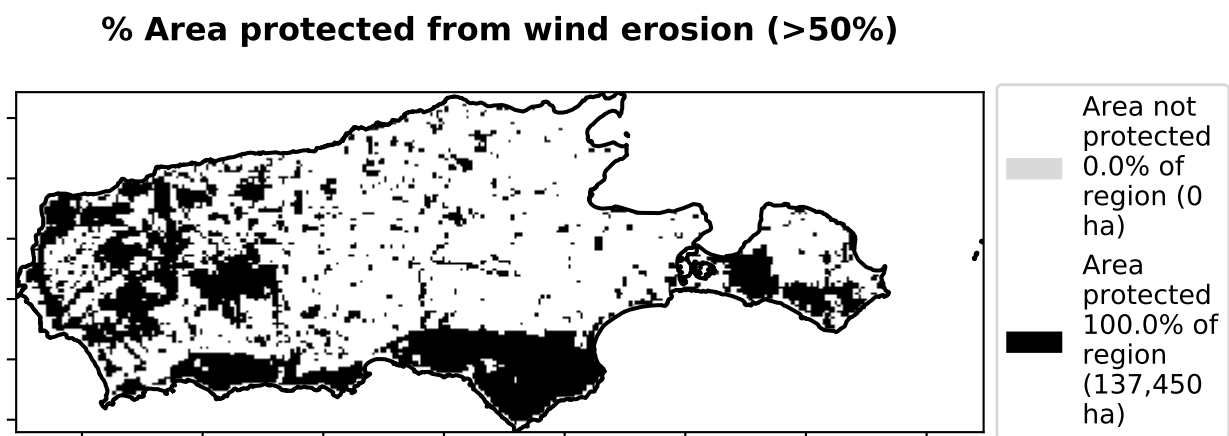 % Area protected from wind erosion (>50%)
Area not
protected
0.0% of
region (0
ha)
Area
protected
100.0% of
region
(137,450
ha)